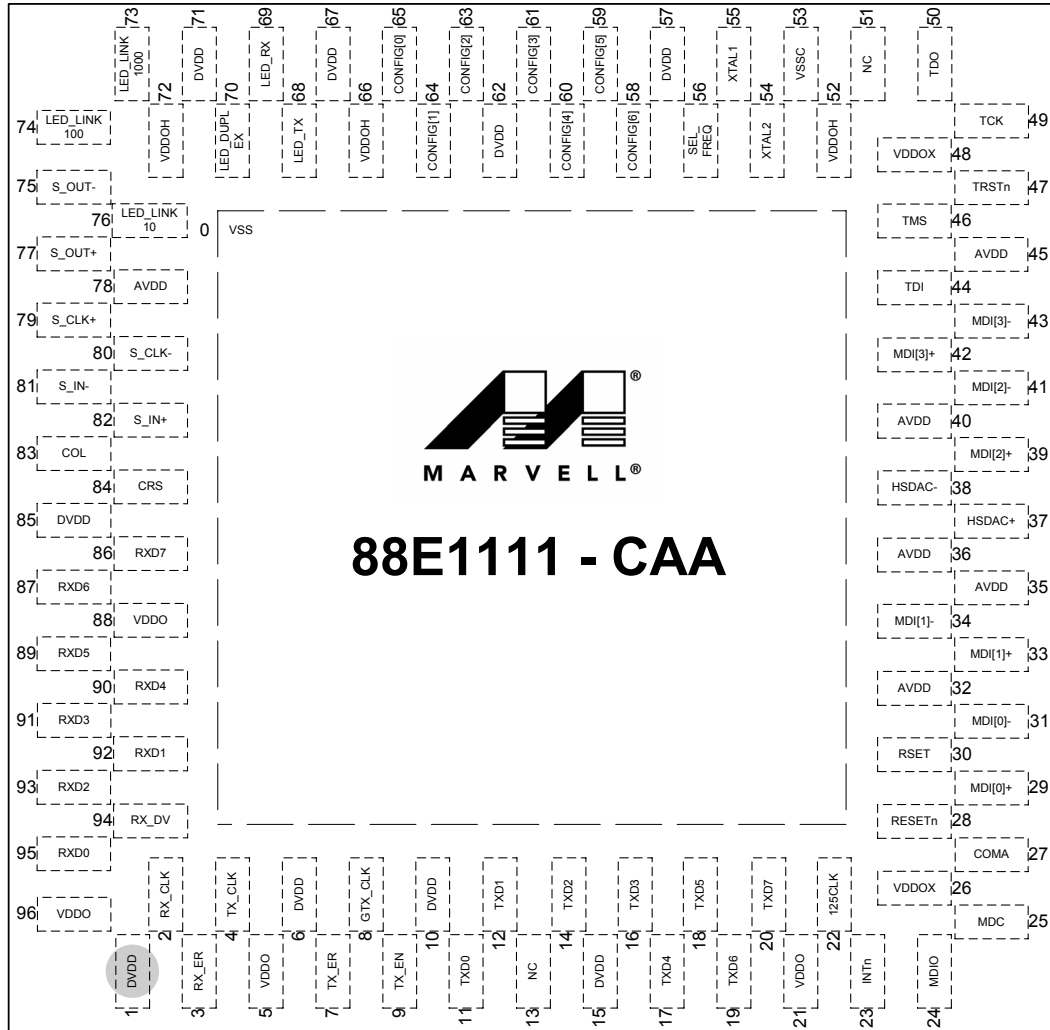 73 LED_LINK 1000
71 DVDD
69 LED_RX
67 DVDD
65 CONFIG[0]
63 CONFIG[2]
61 CONFIG[3]
59 CONFIG[5]
57 DVDD
55 XTAL1
53 VSSC
51 NC
50 TDO
72 VDDOH
70 LED_DUPL EX
68 LED_TX
66 VDDOH
64 CONFIG[1]
62 DVDD
60 CONFIG[4]
58 CONFIG[6]
56 SEL_ FREQ
54 XTAL2
52 VDDOH
74 LED_LINK 100
75 S_OUT-
76 LED_LINK 10
77 S_OUT+
78 AVDD
79 S_CLK+
80 S_CLK-
81 S_IN-
82 S_IN+
83 COL
84 CRS
85 DVDD
86 RXD7
87 RXD6
88 VDDO
89 RXD5
90 RXD4
91 RXD3
92 RXD1
93 RXD2
94 RX_DV
95 RXD0
96 VDDO
0 VSS
®
MARVELL®
88E1111 - CAA
TCK 49
VDDOX 48
TRSTn 47
TMS 46
AVDD 45
TDI 44
MDI[3]- 43
MDI[3]+ 42
MDI[2]- 41
AVDD 40
MDI[2]+ 39
HSDAC- 38
HSDAC+ 37
AVDD 36
AVDD 35
MDI[1]- 34
MDI[1]+ 33
AVDD 32
MDI[0]- 31
RSET 30
MDI[0]+ 29
RESETn 28
COMA 27
VDDOX 26
MDC 25
RX_CLK 2
TX_CLK 4
DVDD 6
GTX_CLK 8
DVDD 10
TXD1 12
TXD2 14
TXD3 16
TXD5 18
TXD7 20
125CLK 22
DVDD 1
RX_ER 3
VDDO 5
TX_ER 7
TX_EN 9
TXD0 11
NC 13
DVDD 15
TXD4 17
TXD6 19
VDDO 21
INTn 23
MDIO 24